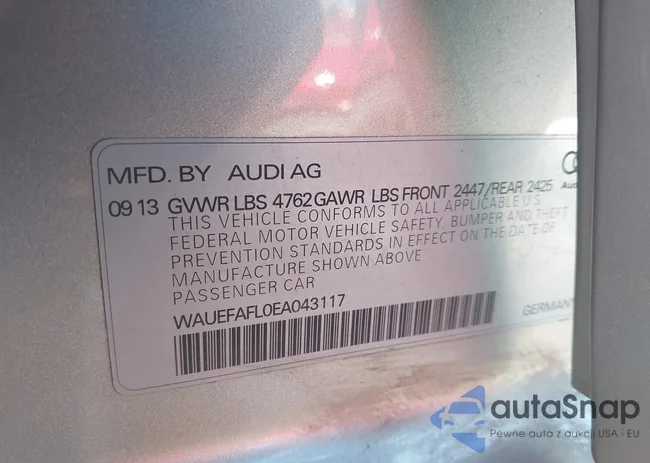 MFD. BY AUDI AG
09 13 GVWR LBS 4762 GAWR LBS FRONT 2447/REAR 2425
THIS VEHICLE CONFORMS TO ALL APPLICABLE U.S.
FEDERAL MOTOR VEHICLE SAFETY, BUMPER AND THEFT
PREVENTION STANDARDS IN EFFECT ON THE DATE OF
MANUFACTURE SHOWN ABOVE
PASSENGER CAR
WAUEFAFL0EA043117
GERMANY
autaSnap
Pewne auta z aukcji USA i EU